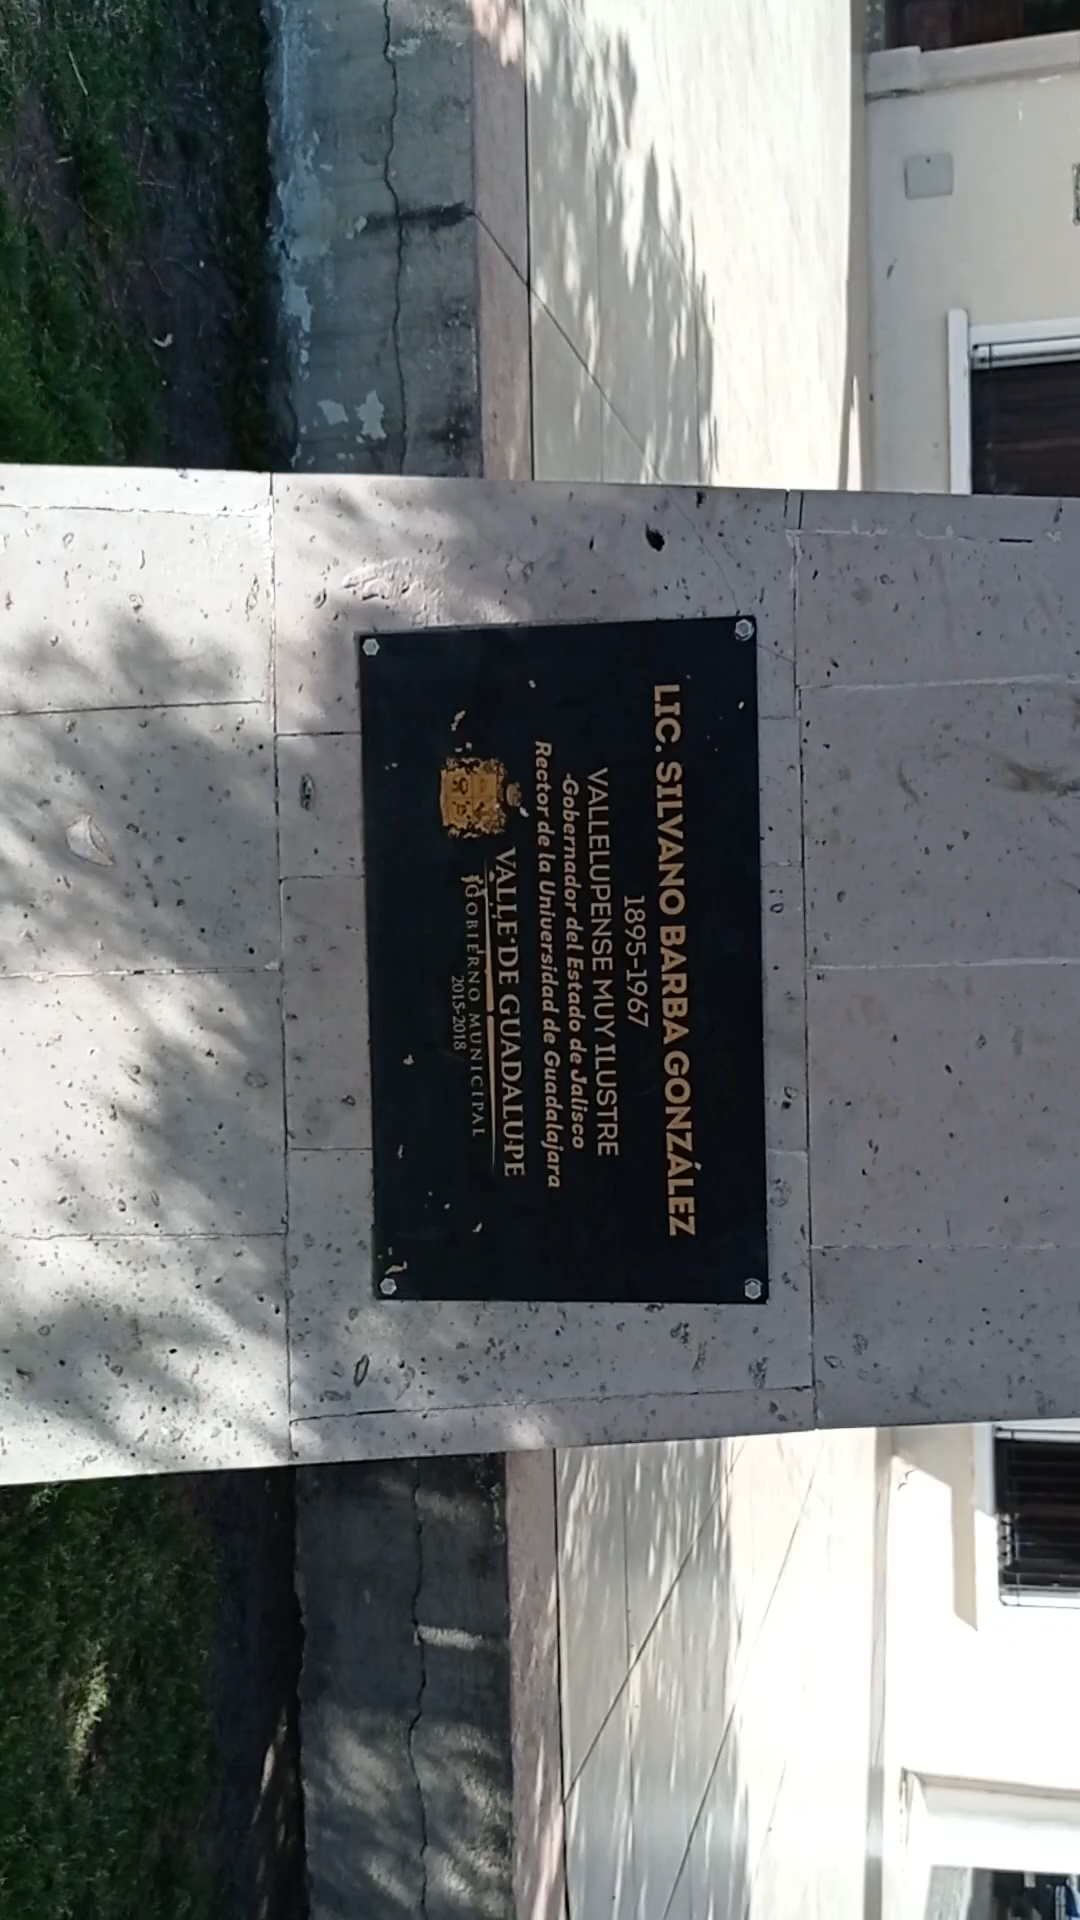 LIC. SILVANO BARBA GONZÁLEZ
1895-1967
VALLELUPENSE MUY ILUSTRE
-Gobernador del Estado de Jalisco
Rector de la Universidad de Guadalajara
VALLE DE GUADALUPE
GOBIERNO MUNICIPAL
2015-2018